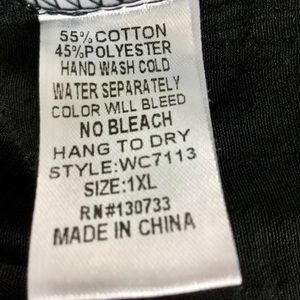 55%COTTON
45%POLYESTER
HAND WASH COLD
WATER SEPARATELY
COLOR WILL BLEED
NO BLEACH
HANG TO DRY
STYLE:WC7113
SIZE:1XL
RN#130733
MADE IN CHINA